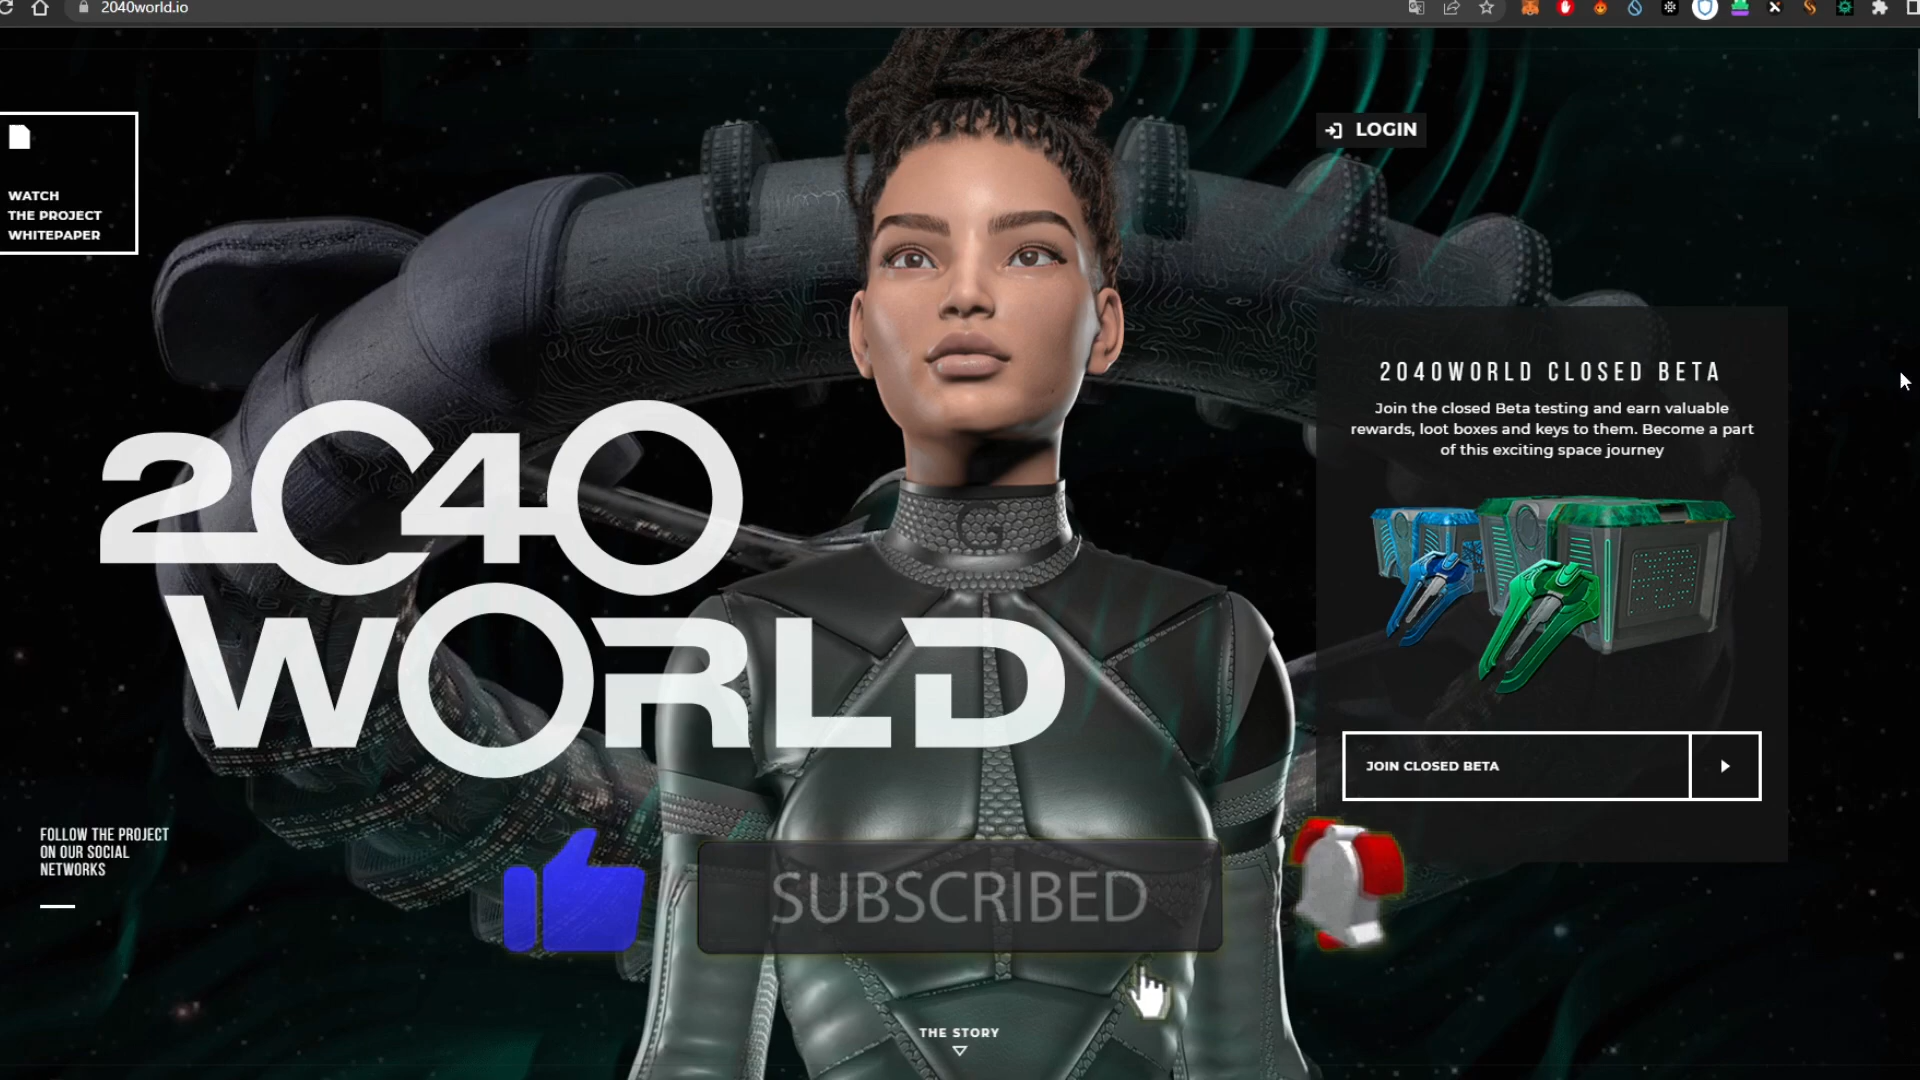 2040world.io
LOGIN
WATCH
THE PROJECT
WHITEPAPER
2040WORLD CLOSED BETA
Join the closed Beta testing and earn valuable
rewards, loot boxes and keys to them. Become a part
of this exciting space journey
2040
WORLD
G
JOIN CLOSED BETA
FOLLOW THE PROJECT
ON OUR SOCIAL
NETWORKS
SUBSCRIBED
THE STORY